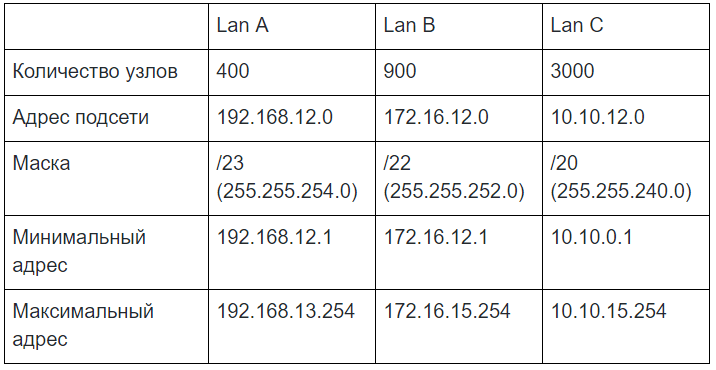 Lan A Lan B Lan C
Количество узлов 400 900 3000
Адрес подсети 192.168.12.0 172.16.12.0 10.10.12.0
Маска /23 /22 /20
(255.255.254.0) (255.255.252.0) (255.255.240.0)
Минимальный 192.168.12.1 172.16.12.1 10.10.0.1
адрес
Максимальный 192.168.13.254 172.16.15.254 10.10.15.254
адрес